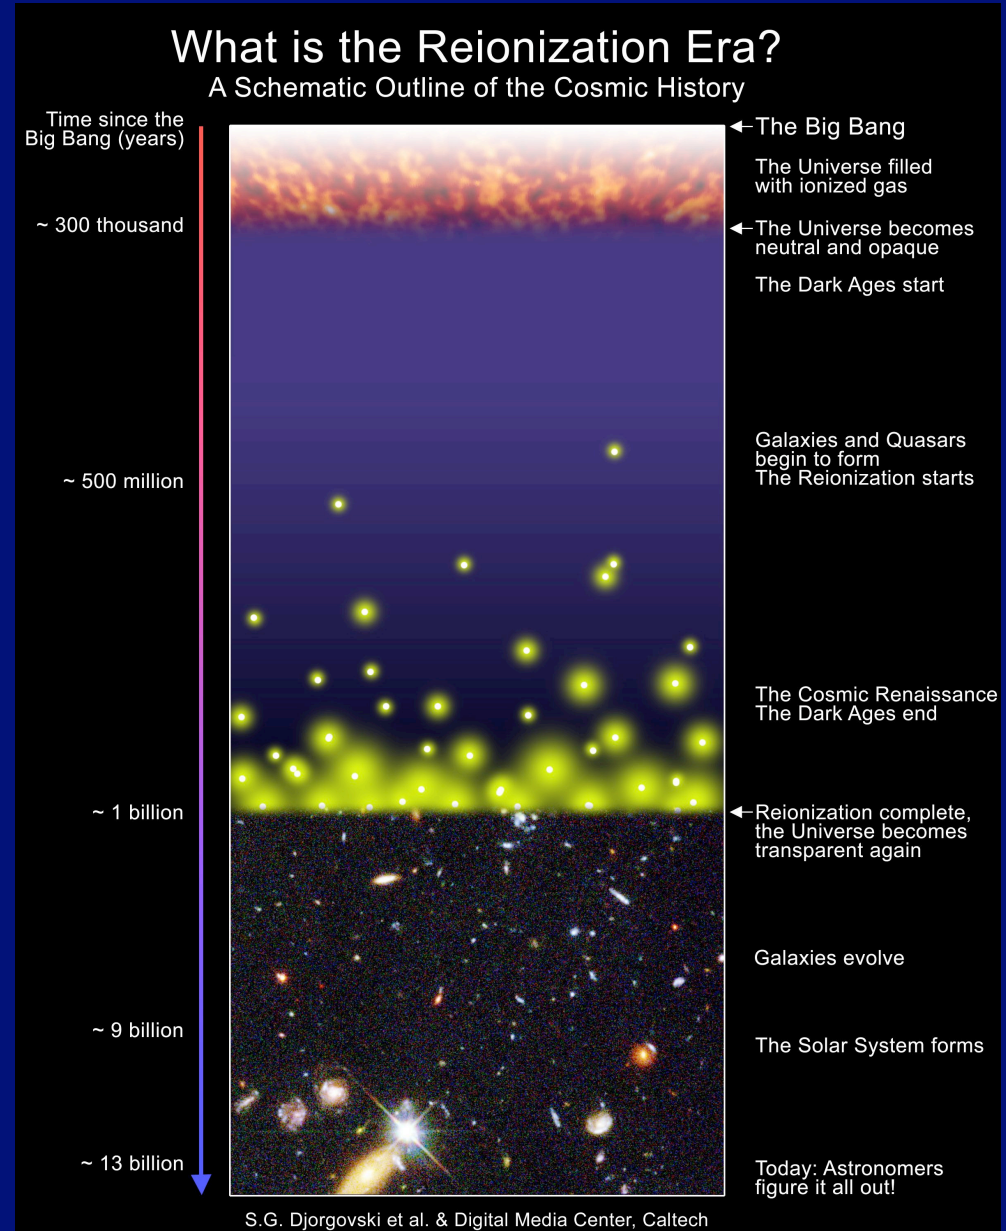 What is the Reionization Era?
A Schematic Outline of the Cosmic History
Time since the
Big Bang (years)
The Big Bang
The Universe filled
with ionized gas
~ 300 thousand
The Universe becomes
neutral and opaque
The Dark Ages start
Galaxies and Quasars
begin to form
The Reionization starts
~ 500 million
The Cosmic Renaissance
The Dark Ages end
~ 1 billion
Reionization complete,
the Universe becomes
transparent again
Galaxies evolve
~ 9 billion
The Solar System forms
~ 13 billion
Today: Astronomers
figure it all out!
S.G. Djorgovski et al. & Digital Media Center, Caltech